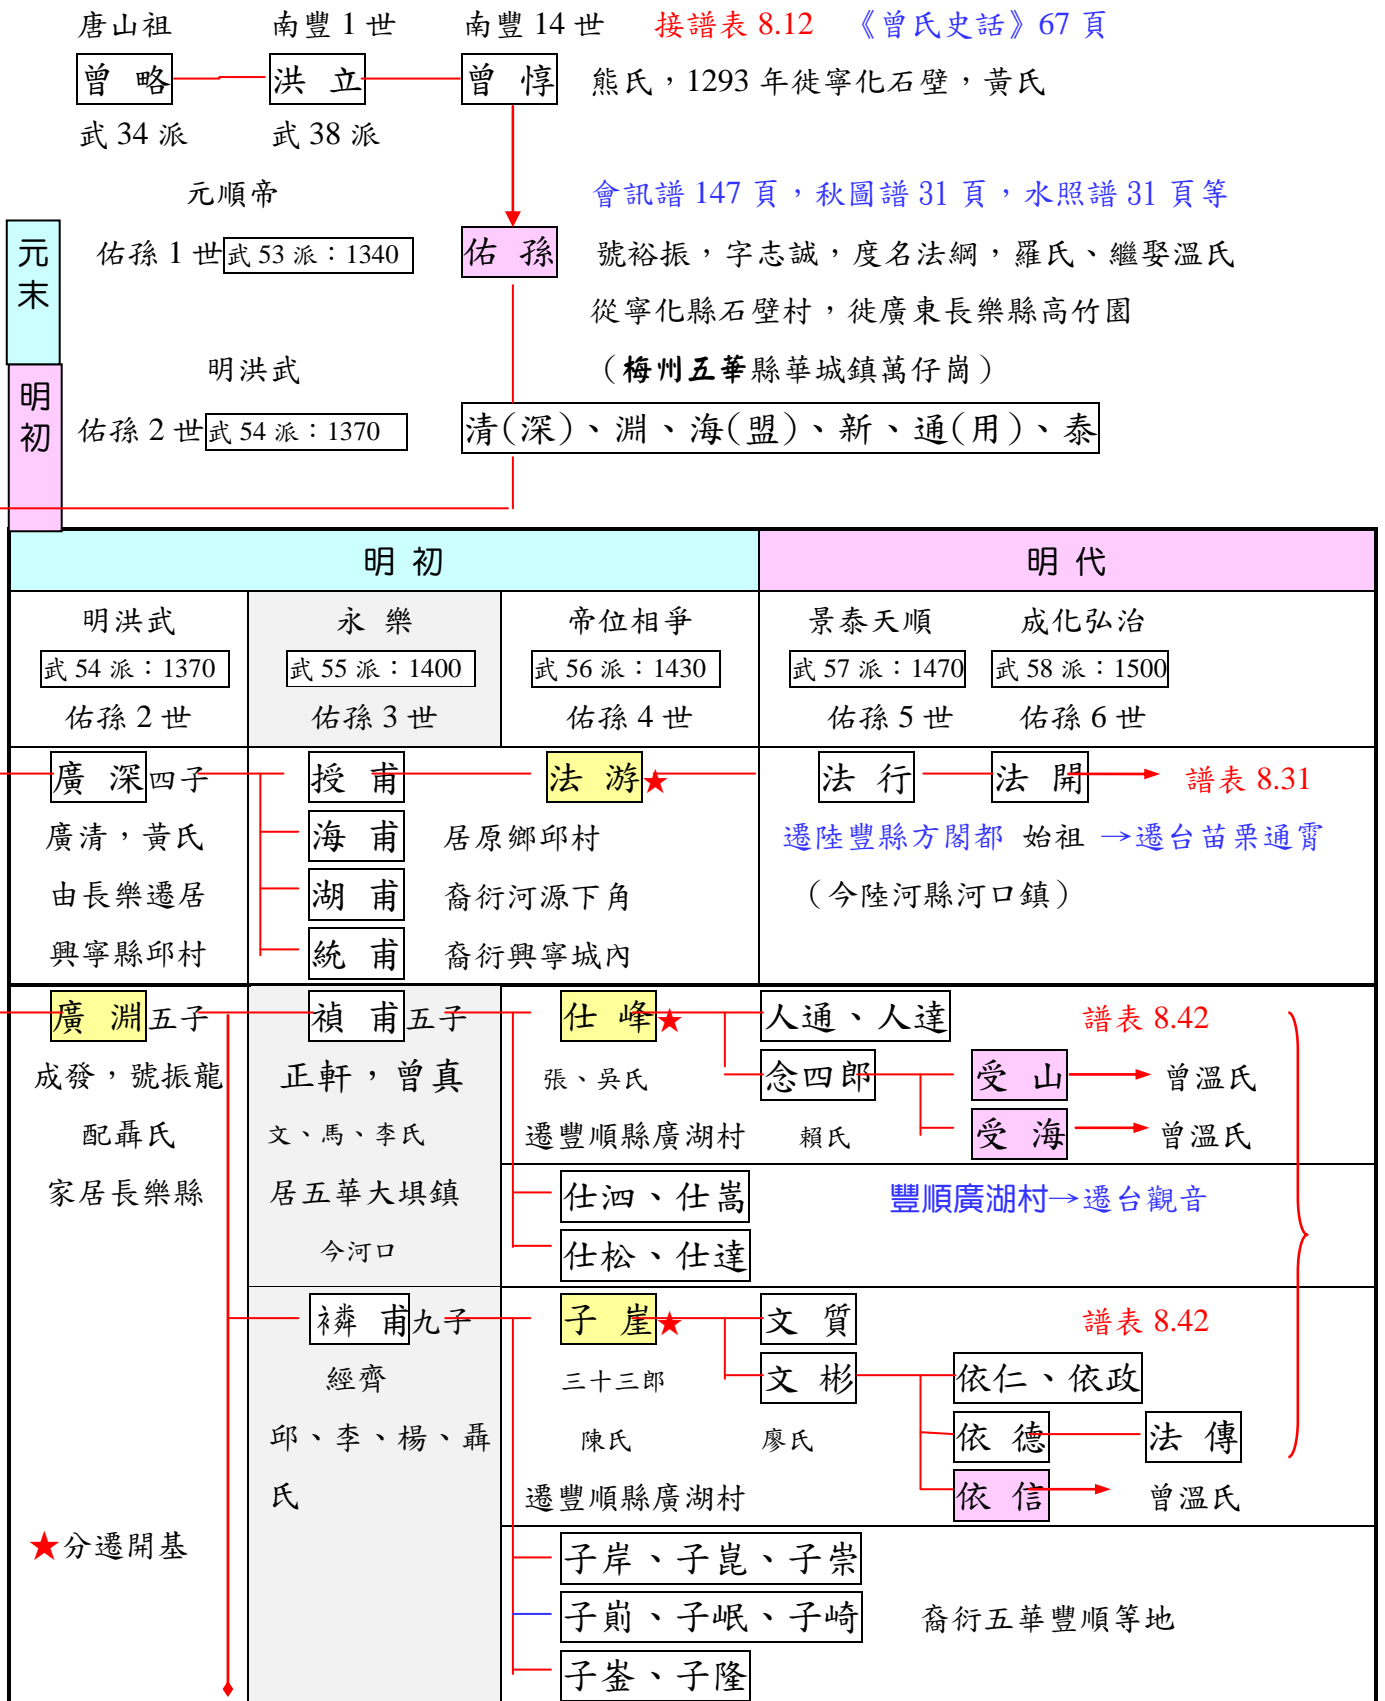 唐山祖 南豐 1 世 南豐 14 世 接譜表 8.12 《曾氏史話》67 頁
曾 略 洪 立 曾 惇 熊氏，1293 年徙寧化石壁，黃氏
武 34 派 武 38 派
元順帝 會訊譜 147 頁，秋圖譜 31 頁，水照譜 31 頁等
元末
佑孫 1 世 武 53 派：1340 佑 孫 號裕振，字志誠，度名法綱，羅氏、繼娶溫氏
從寧化縣石壁村，徙廣東長樂縣高竹園
明洪武 （梅州五華縣華城鎮萬仔崗）
明初
佑孫 2 世 武 54 派：1370 清(深)、淵、海(盟)、新、通(用)、泰
明 初 明 代
明洪武 永 樂 帝位相爭 景泰天順 成化弘治
武 54 派：1370 武 55 派：1400 武 56 派：1430 武 57 派：1470 武 58 派：1500
佑孫 2 世 佑孫 3 世 佑孫 4 世 佑孫 5 世 佑孫 6 世
廣 深 四子 授 甫 法 游★ 法 行 法 開 譜表 8.31
廣清，黃氏 海 甫 居原鄉邱村 遷陸豐縣方閣都 始祖 →遷台苗栗通霄
由長樂遷居 湖 甫 裔衍河源下角 （今陸河縣河口鎮）
興寧縣邱村 統 甫 裔衍興寧城內
廣 淵 五子 禎 甫 五子 仕 峰★ 人通、人達 譜表 8.42
成發，號振龍 正軒，曾真 張、吳氏 念四郎 受 山 曾溫氏
配聶氏 文、馬、李氏 遷豐順縣廣湖村 賴氏 受 海 曾溫氏
家居長樂縣 居五華大埧鎮 仕泗、仕嵩 豐順廣湖村→遷台觀音
今河口 仕松、仕達
襟 甫 九子 子 崖★ 文 質 譜表 8.42
經齊 三十三郎 文 彬 依仁、依政
邱、李、楊、聶 陳氏 廖氏 依 德 法 傳
氏 遷豐順縣廣湖村 依 信 曾溫氏
★分遷開基 子岸、子崑、子崇
子崱、子岷、子崎 裔衍五華豐順等地
子崟、子隆